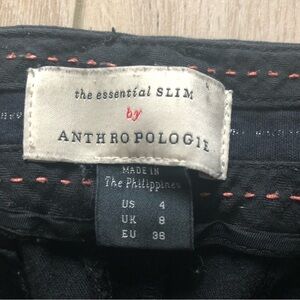 the essential SLIM
by
ANTHROPOLOGIE
MADE IN
The Philippines
US 4
UK 8
EU 36